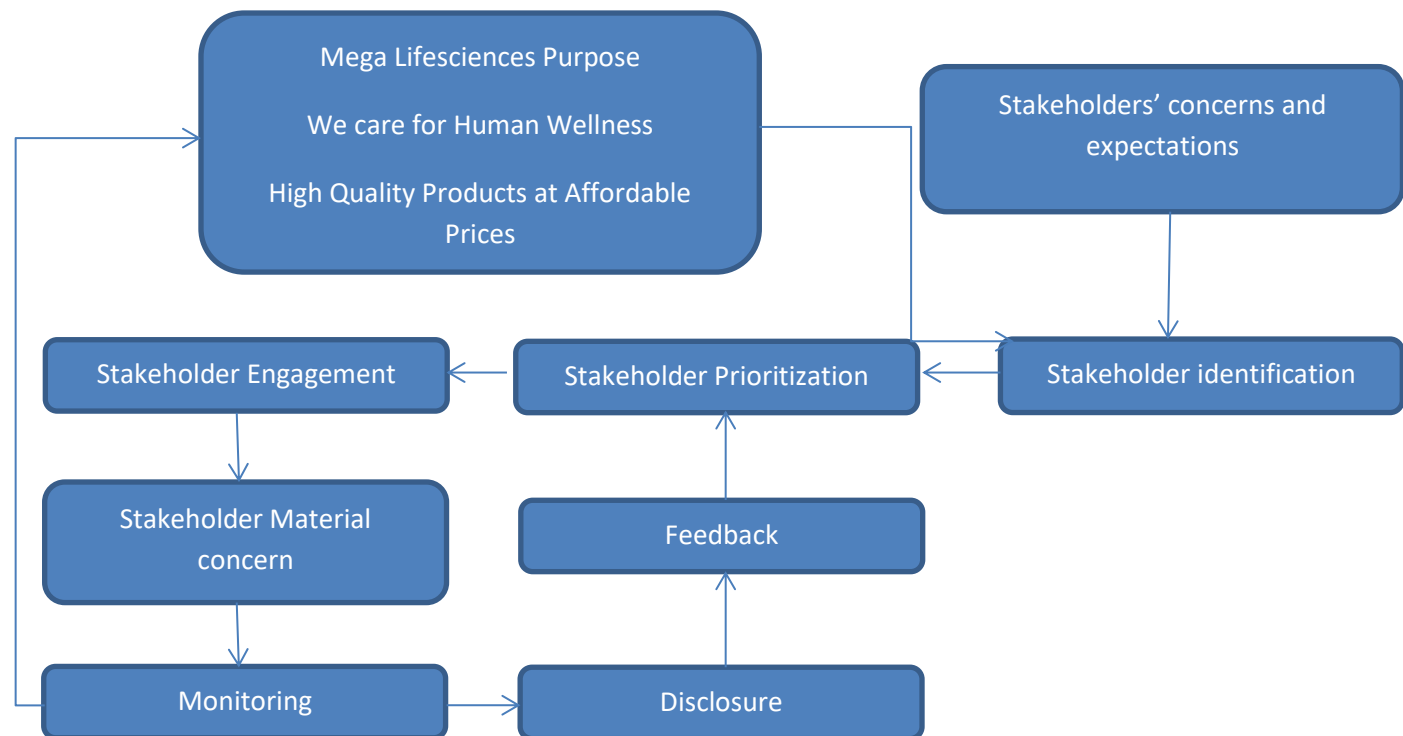 Mega Lifesciences Purpose
We care for Human Wellness
High Quality Products at Affordable
Prices
Stakeholders’ concerns and
expectations
Stakeholder Engagement
Stakeholder Prioritization
Stakeholder identification
Stakeholder Material
concern
Feedback
Monitoring
Disclosure